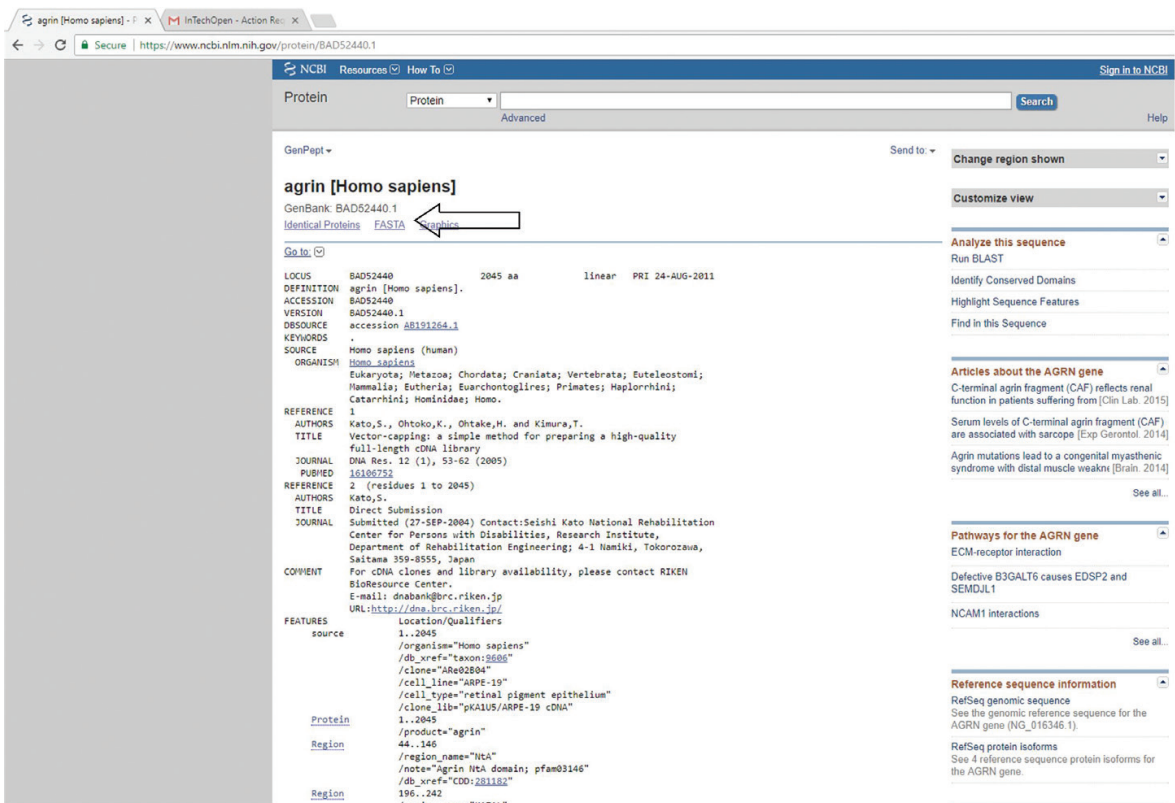 agrin [Homo sapiens] - P
InTechOpen - Action Rec
Secure | https://www.ncbi.nlm.nih.gov/protein/BAD52440.1
NCBI Resources How To
Sign in to NCBI
Protein
Protein
Search
Advanced
Help
GenPept
Send to:
agrin [Homo sapiens]
GenBank: BAD52440.1
Identical Proteins FASTA Graphics
Go to:
LOCUS BAD52440 2045 aa linear PRI 24-AUG-2011
DEFINITION agrin [Homo sapiens].
ACCESSION BAD52440
VERSION BAD52440.1
DBSOURCE accession AB191264.1
KEYWORDS .
SOURCE Homo sapiens (human)
ORGANISM Homo sapiens
Eukaryota; Metazoa; Chordata; Craniata; Vertebrata; Euteleostomi;
Mammalia; Eutheria; Euarchontoglires; Primates; Haplorrhini;
Catarrhini; Hominidae; Homo.
REFERENCE 1
AUTHORS Kato,S., Ohtoko,K., Ohtake,H. and Kimura,T.
TITLE Vector-capping: a simple method for preparing a high-quality
full-length cDNA library
JOURNAL DNA Res. 12 (1), 53-62 (2005)
PUBMED 16106752
REFERENCE 2 (residues 1 to 2045)
AUTHORS Kato,S.
TITLE Direct Submission
JOURNAL Submitted (27-SEP-2004) Contact:Seishi Kato National Rehabilitation
Center for Persons with Disabilities, Research Institute,
Department of Rehabilitation Engineering; 4-1 Namiki, Tokorozawa,
Saitama 359-8555, Japan
COMMENT For cDNA clones and library availability, please contact RIKEN
BioResource Center.
E-mail: dnabank@brc.riken.jp
URL:http://dna.brc.riken.jp/
FEATURES Location/Qualifiers
source 1..2045
/organism="Homo sapiens"
/db_xref="taxon:9606"
/clone="ARe02B04"
/cell_line="ARPE-19"
/cell_type="retinal pigment epithelium"
/clone_lib="pKA1U5/ARPE-19 cDNA"
Protein 1..2045
/product="agrin"
Region 44..146
/region_name="NtA"
/note="Agrin NtA domain; pfam03146"
/db_xref="CDD:281182"
Region 196..242
Change region shown
Customize view
Analyze this sequence
Run BLAST
Identify Conserved Domains
Highlight Sequence Features
Find in this Sequence
Articles about the AGRN gene
C-terminal agrin fragment (CAF) reflects renal
function in patients suffering from [Clin Lab. 2015]
Serum levels of C-terminal agrin fragment (CAF)
are associated with sarcope [Exp Gerontol. 2014]
Agrin mutations lead to a congenital myasthenic
syndrome with distal muscle weakne [Brain. 2014]
See all...
Pathways for the AGRN gene
ECM-receptor interaction
Defective B3GALT6 causes EDSP2 and
SEMDJL1
NCAM1 interactions
See all...
Reference sequence information
RefSeq genomic sequence
See the genomic reference sequence for the
AGRN gene (NG_016346.1).
RefSeq protein isoforms
See 4 reference sequence protein isoforms for
the AGRN gene.